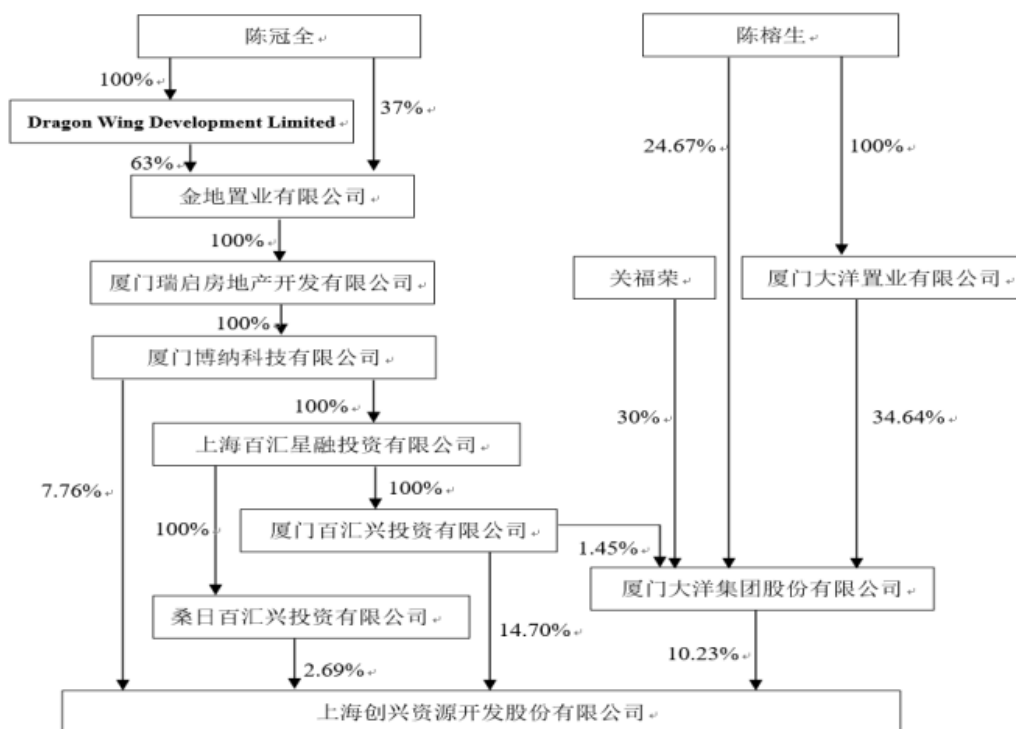 陈冠全
陈榕生
100%
37%
Dragon Wing Development Limited
24.67%
100%
63%
金地置业有限公司
100%
厦门瑞启房地产开发有限公司
关福荣
厦门大洋置业有限公司
100%
厦门博纳科技有限公司
100%
30%
34.64%
上海百汇星融投资有限公司
7.76%
100%
100%
厦门百汇兴投资有限公司
1.45%
厦门大洋集团股份有限公司
桑日百汇兴投资有限公司
14.70%
2.69%
10.23%
上海创兴资源开发股份有限公司